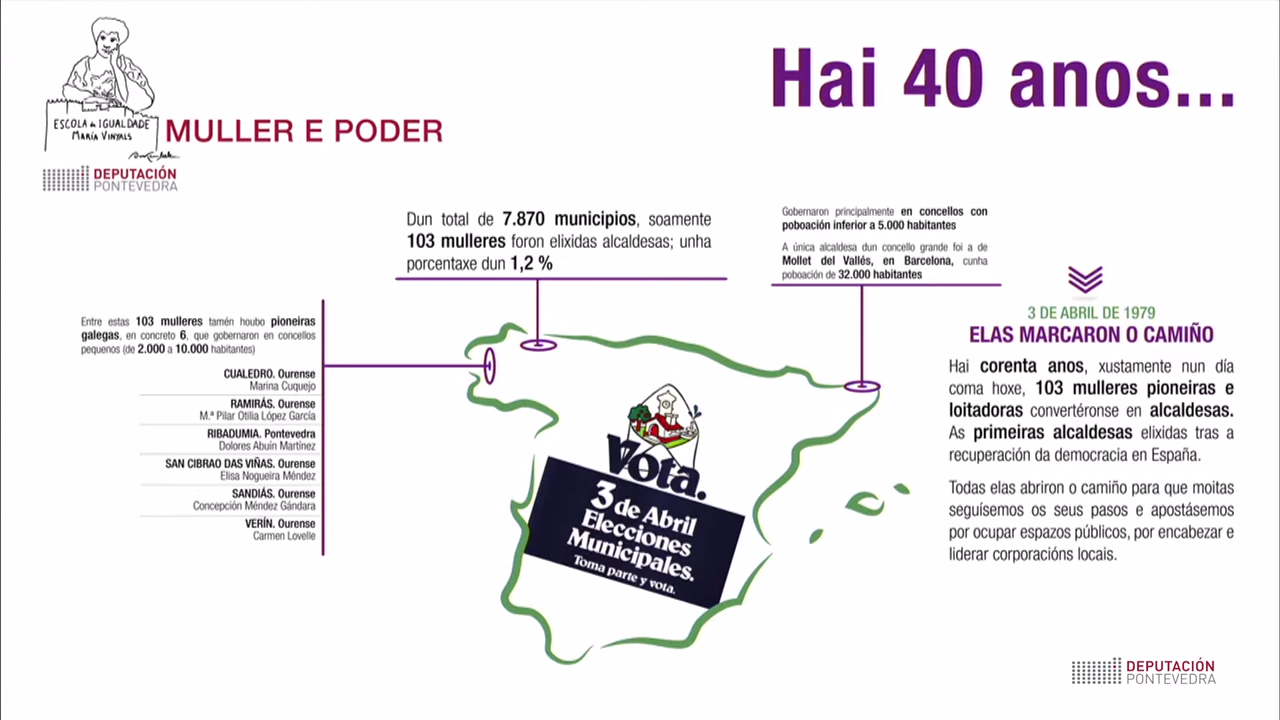 ESCOLA de IGUALDADE
MARÍA VINYALS
MULLER E PODER
DEPUTACIÓN
PONTEVEDRA
Hai 40 anos...
Dun total de 7.870 municipios, soamente
103 mulleres foron elixidas alcaldesas; unha
porcentaxe dun 1,2 %
Gobernaron principalmente en concellos con
poboación inferior a 5.000 habitantes
A única alcaldesa dun concello grande foi a de
Mollet del Vallés, en Barcelona, cunha
poboación de 32.000 habitantes
Entre estas 103 mulleres tamén houbo pioneiras
galegas, en concreto 6, que gobernaron en concellos
pequenos (de 2.000 a 10.000 habitantes)
CUALEDRO. Ourense
Marina Cuquejo
RAMIRÁS. Ourense
M.ª Pilar Otilia López García
RIBADUMIA. Pontevedra
Dolores Abuín Martínez
SAN CIBRAO DAS VIÑAS. Ourense
Elisa Nogueira Méndez
SANDIÁS. Ourense
Concepción Méndez Gándara
VERÍN. Ourense
Carmen Lovelle
Vota.
3 de Abril
Elecciones
Municipales.
Toma parte y vota.
3 DE ABRIL DE 1979
ELAS MARCARON O CAMIÑO
Hai corenta anos, xustamente nun día
coma hoxe, 103 mulleres pioneiras e
loitadoras convertéronse en alcaldesas.
As primeiras alcaldesas elixidas tras a
recuperación da democracia en España.
Todas elas abriron o camiño para que moitas
seguísemos os seus pasos e apostásemos
por ocupar espazos públicos, por encabezar e
liderar corporacións locais.
DEPUTACIÓN
PONTEVEDRA